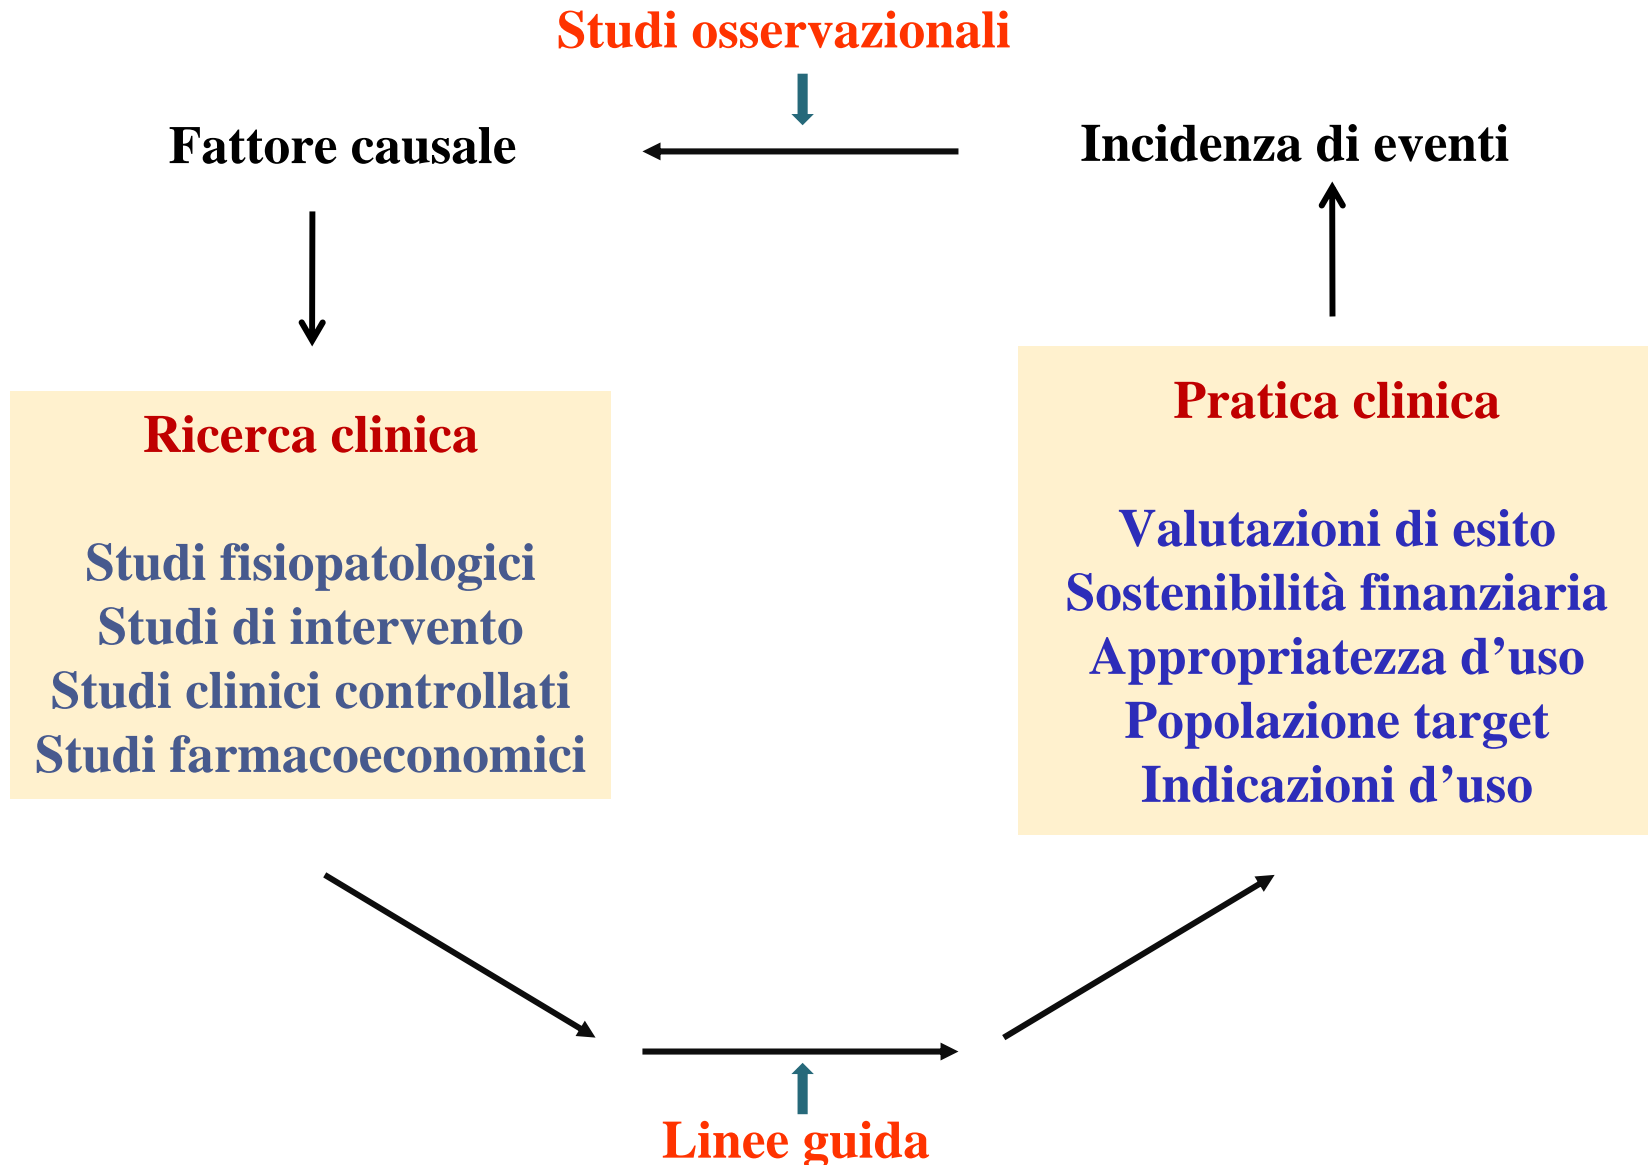 Studi osservazionali
Fattore causale
Incidenza di eventi
Ricerca clinica
Studi fisiopatologici
Studi di intervento
Studi clinici controllati
Studi farmacoeconomici
Pratica clinica
Valutazioni di esito
Sostenibilità finanziaria
Appropriatezza d’uso
Popolazione target
Indicazioni d’uso
Linee guida